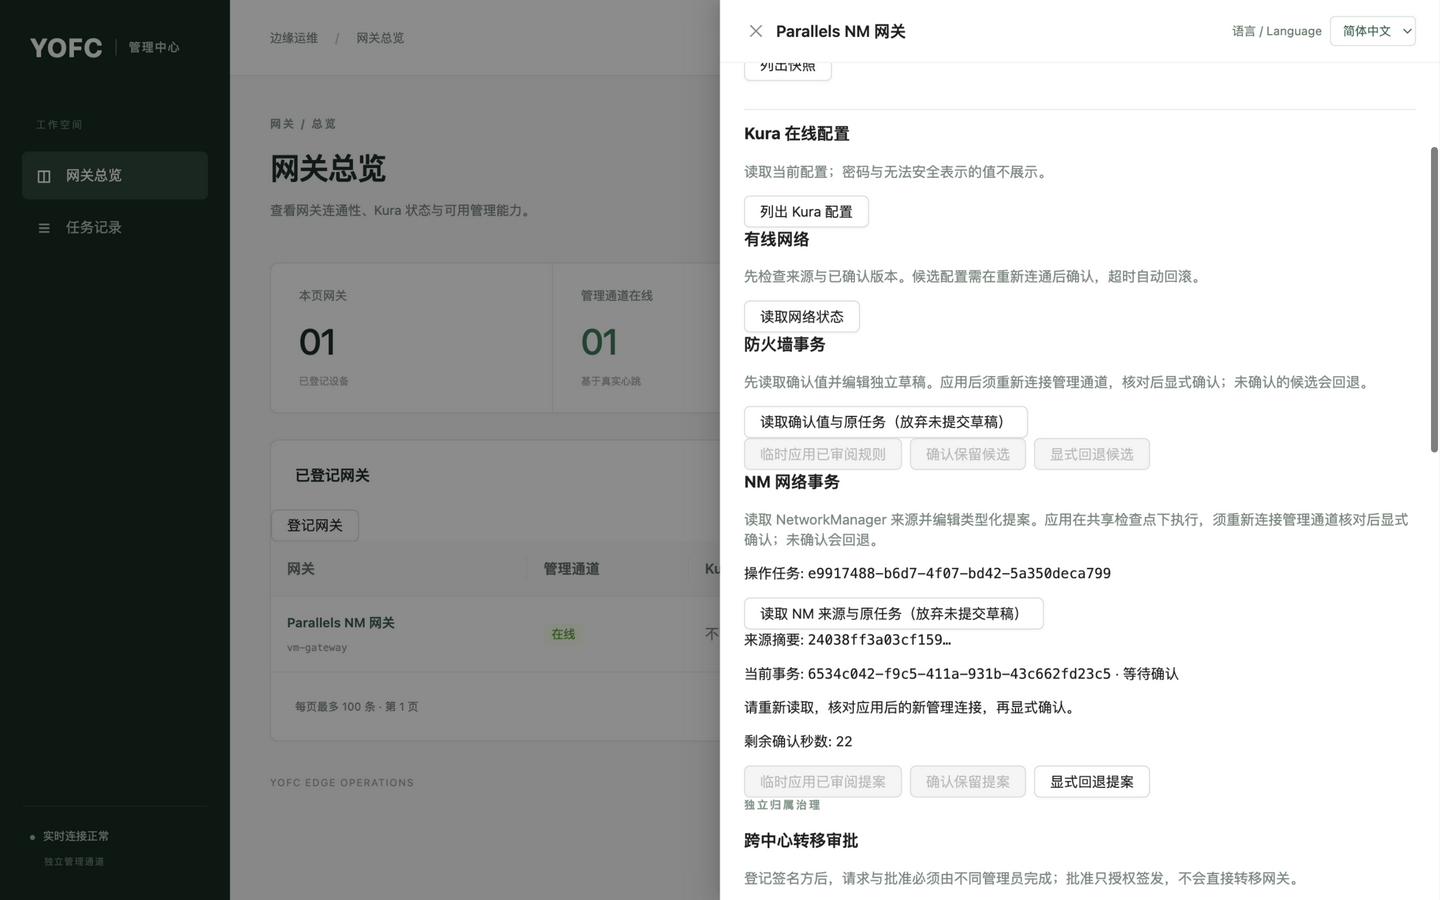 YOFC
管理中心
工作空间
网关总览
任务记录
实时连接正常
独立管理通道
边缘运维 / 网关总览
网关 / 总览
网关总览
查看网关连通性、Kura 状态与可用管理能力。
本页网关
01
已登记设备
管理通道在线
01
基于真实心跳
已登记网关
登记网关
网关
管理通道
Ku
Parallels NM 网关
vm-gateway
在线
不
每页最多 100 条 · 第 1 页
YOFC EDGE OPERATIONS
Parallels NM 网关
语言 / Language
简体中文
列出快照
Kura 在线配置
读取当前配置；密码与无法安全表示的值不展示。
列出 Kura 配置
有线网络
先检查来源与已确认版本。候选配置需在重新连通后确认，超时自动回滚。
读取网络状态
防火墙事务
先读取确认值并编辑独立草稿。应用后须重新连接管理通道，核对后显式确认；未确认的候选会回退。
读取确认值与原任务（放弃未提交草稿）
临时应用已审阅规则
确认保留候选
显式回退候选
NM 网络事务
读取 NetworkManager 来源并编辑类型化提案。应用在共享检查点下执行，须重新连接管理通道核对后显式
确认；未确认会回退。
操作任务: e9917488-b6d7-4f07-bd42-5a350deca799
读取 NM 来源与原任务（放弃未提交草稿）
来源摘要: 24038ff3a03cf159…
当前事务: 6534c042-f9c5-411a-931b-43c662fd23c5 · 等待确认
请重新读取，核对应用后的新管理连接，再显式确认。
剩余确认秒数: 22
临时应用已审阅提案
确认保留提案
显式回退提案
独立归属治理
跨中心转移审批
登记签名方后，请求与批准必须由不同管理员完成；批准只授权签发，不会直接转移网关。